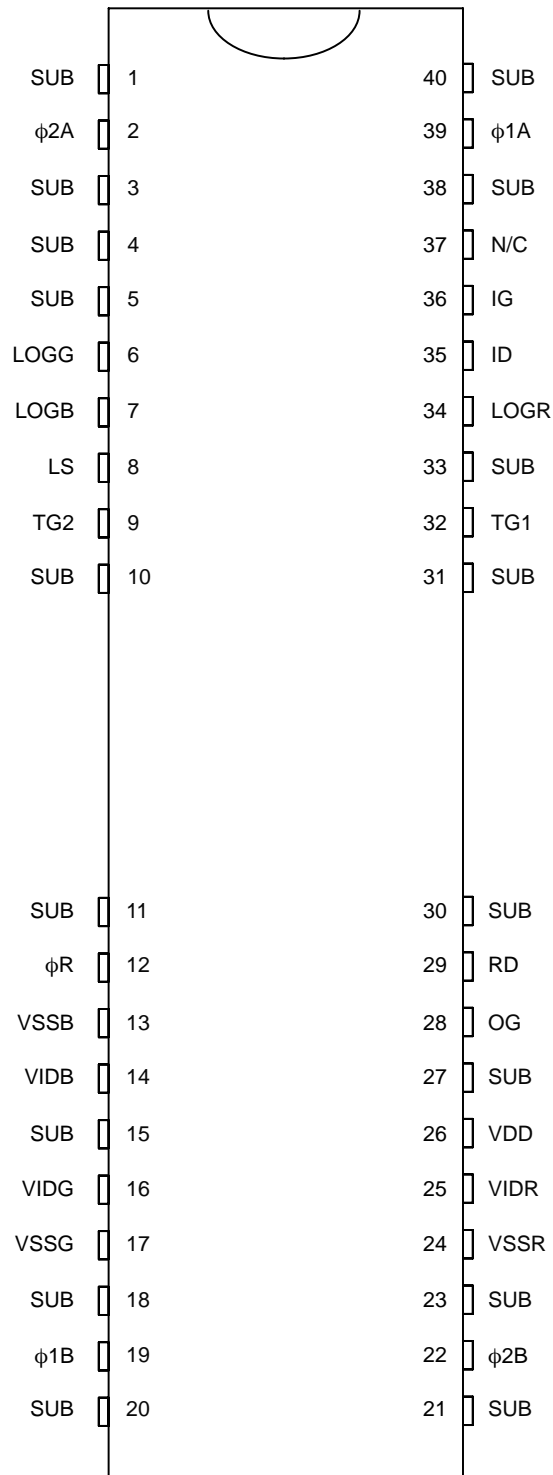 SUB 1 40 SUB
ϕ2A 2 39 ϕ1A
SUB 3 38 SUB
SUB 4 37 N/C
SUB 5 36 IG
LOGG 6 35 ID
LOGB 7 34 LOGR
LS 8 33 SUB
TG2 9 32 TG1
SUB 10 31 SUB
SUB 11 30 SUB
ϕR 12 29 RD
VSSB 13 28 OG
VIDB 14 27 SUB
SUB 15 26 VDD
VIDG 16 25 VIDR
VSSG 17 24 VSSR
SUB 18 23 SUB
ϕ1B 19 22 ϕ2B
SUB 20 21 SUB